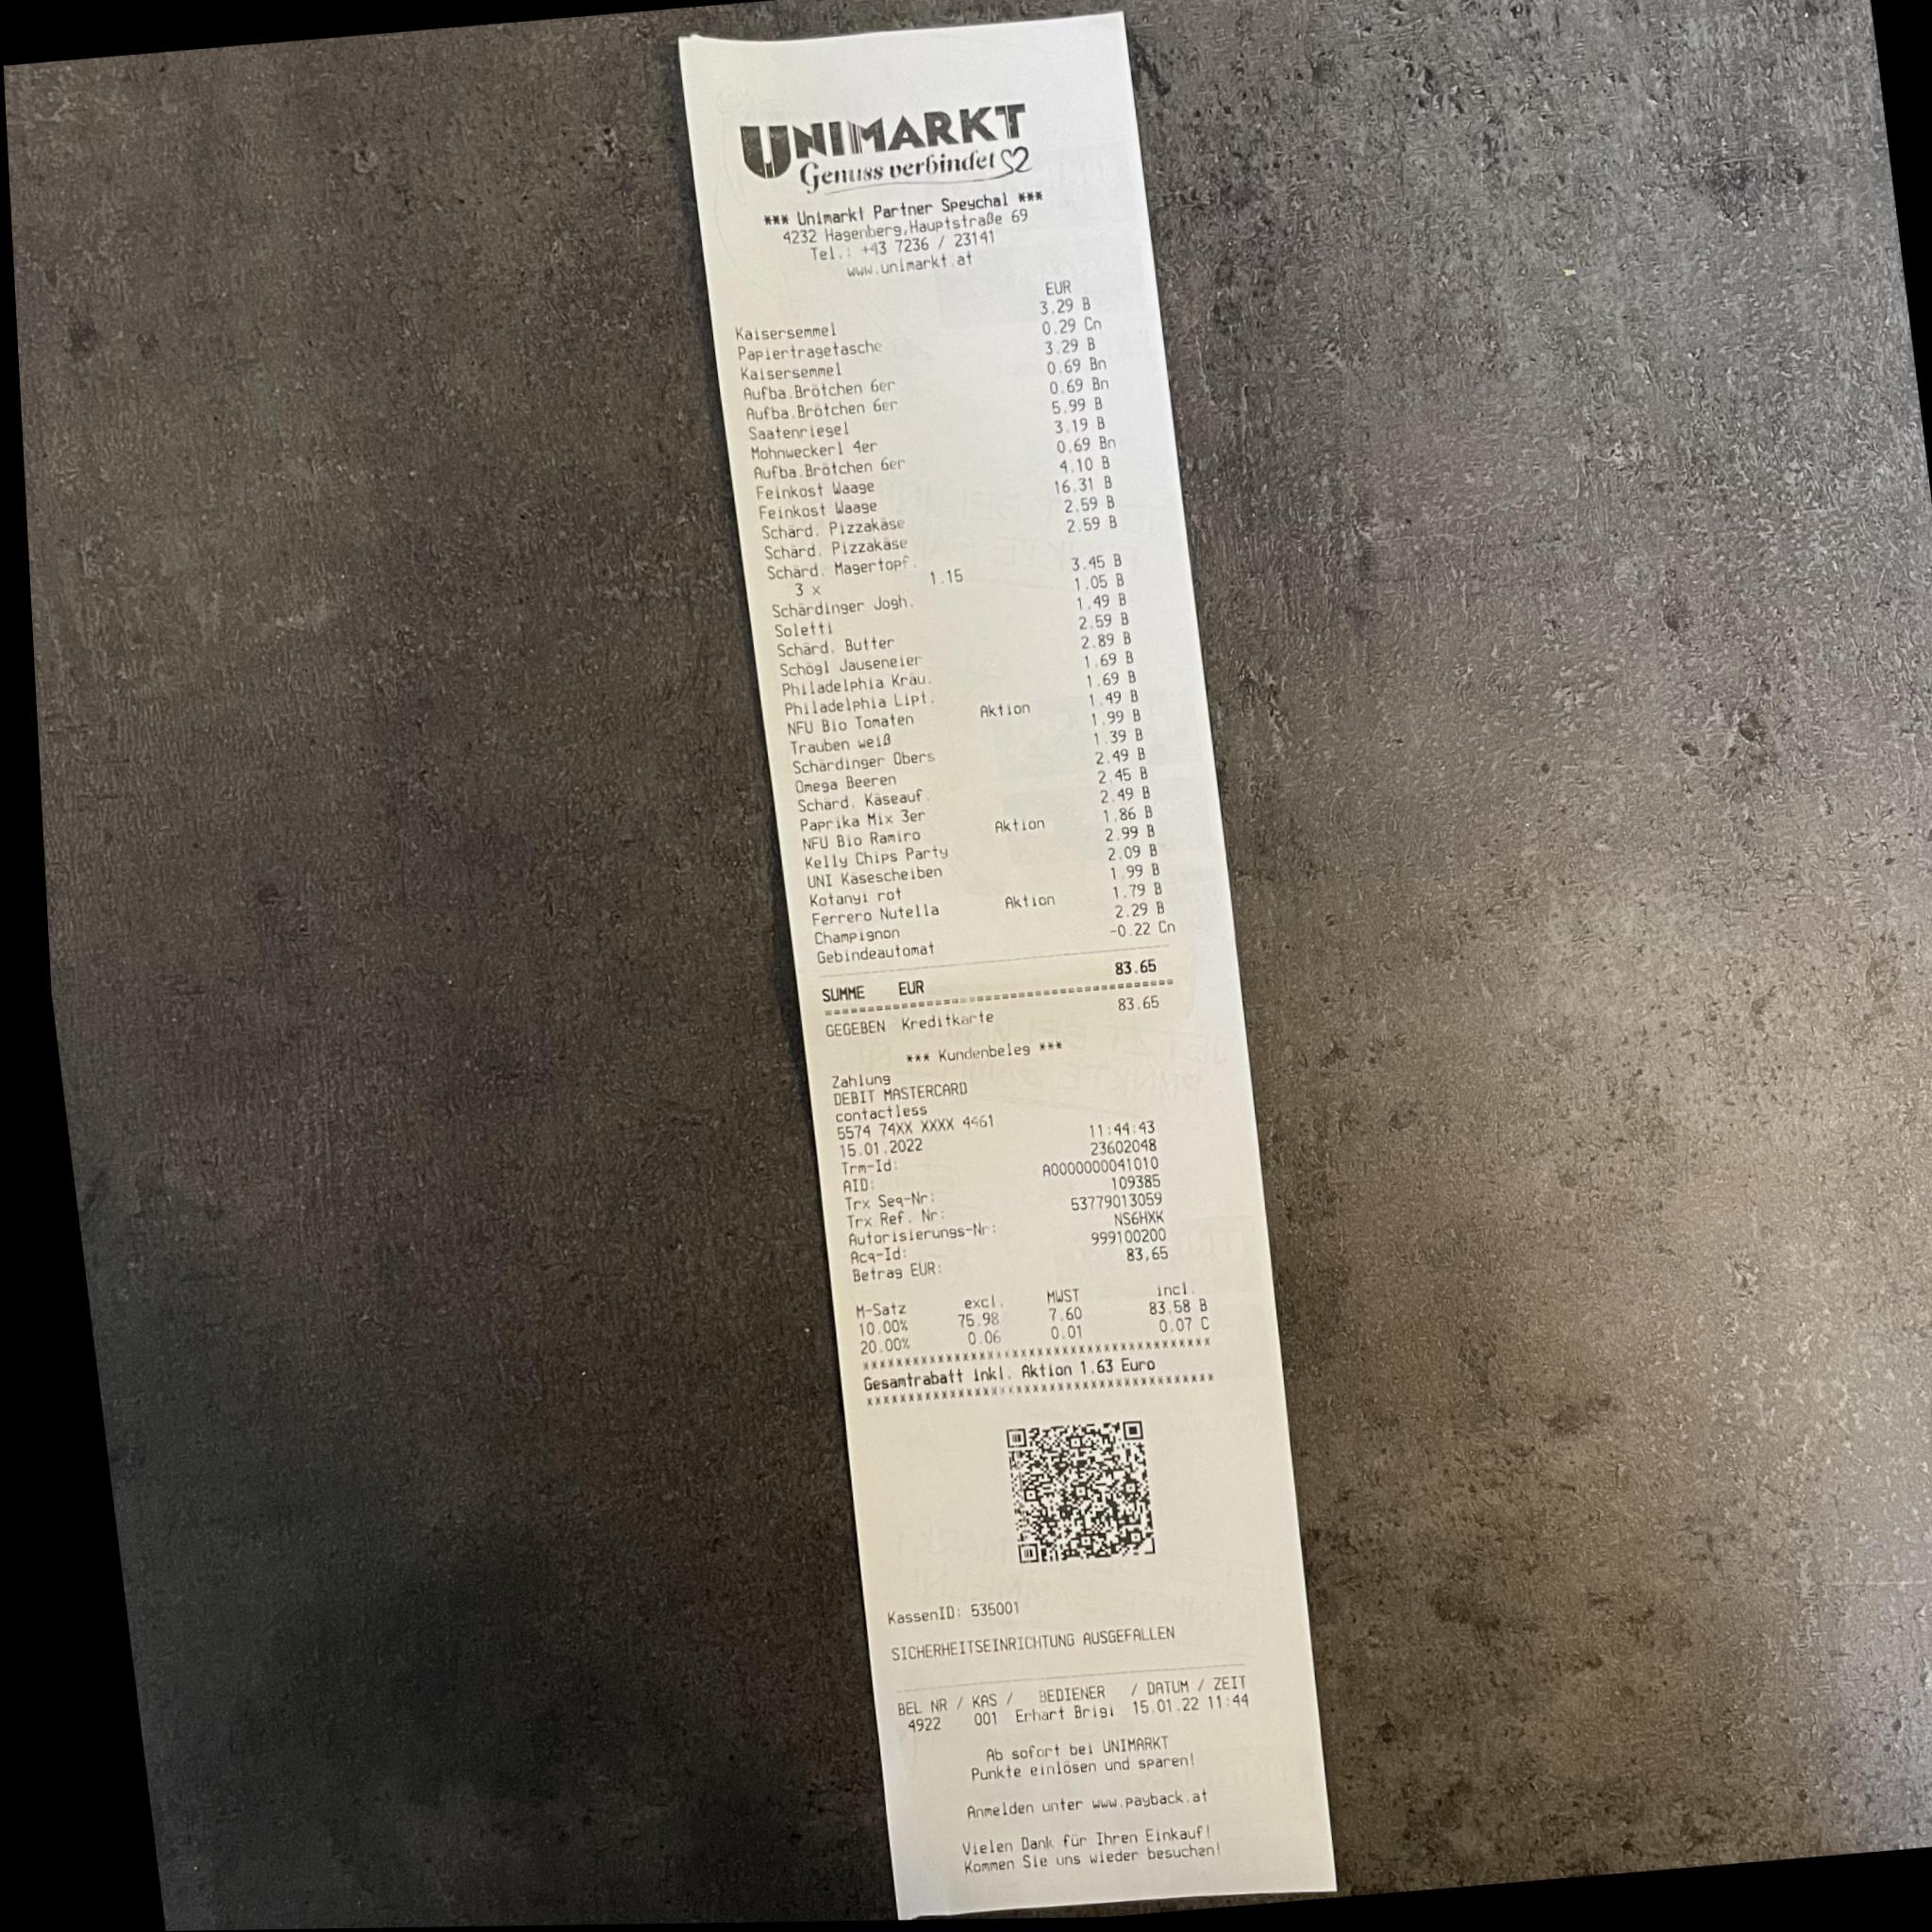 UNIMARKT
Genuss verbindet
*** Unimarkt Partner Speychal ***
4232 Hagenberg,Hauptstraße 69
Tel.: +43 7236 / 23141
www.unimarkt.at
EUR
Kaisersemmel 3.29 B
Papiertragetasche 0.29 Cn
Kaisersemmel 3.29 B
Aufba.Brötchen 6er 0.69 Bn
Aufba.Brötchen 6er 0.69 Bn
Saatenriegel 5.99 B
Mohnweckerl 4er 3.19 B
Aufba.Brötchen 6er 0.69 Bn
Feinkost Waage 4.10 B
Feinkost Waage 16.31 B
Schärd. Pizzakäse 2.59 B
Schärd. Pizzakäse 2.59 B
Schärd. Magertopf.
3 x 1.15 3.45 B
Schärdinger Jogh. 1.05 B
Soletti 1.49 B
Schärd. Butter 2.59 B
Schögl Jauseneier 2.89 B
Philadelphia Kräu. 1.69 B
Philadelphia Lipt. 1.69 B
NFU Bio Tomaten Aktion 1.49 B
Trauben weiß 1.99 B
Schärdinger Obers 1.39 B
Omega Beeren 2.49 B
Schärd. Käseauf. 2.45 B
Paprika Mix 3er 2.49 B
NFU Bio Ramiro Aktion 1.86 B
Kelly Chips Party 2.99 B
UNI Käsescheiben 2.09 B
Kotanyi rot 1.99 B
Ferrero Nutella Aktion 1.79 B
Champignon 2.29 B
Gebindeautomat -0.22 Cn
SUMME EUR 83.65
GEGEBEN Kreditkarte 83.65
*** Kundenbeleg ***
Zahlung
DEBIT MASTERCARD
contactless
5574 74XX XXXX 4461
15.01.2022 11:44:43
Trm-Id: 23602048
AID: A0000000041010
Trx Seq-Nr: 109385
Trx Ref. Nr: 53779013059
Autorisierungs-Nr: NS6HXK
Acq-Id: 999100200
Betrag EUR: 83,65
M-Satz excl. MWST incl.
10.00% 75.98 7.60 83.58 B
20.00% 0.06 0.01 0.07 C
Gesamtrabatt inkl. Aktion 1.63 Euro
KassenID: 535001
SICHERHEITSEINRICHTUNG AUSGEFALLEN
BEL NR / KAS / BEDIENER / DATUM / ZEIT
4922 001 Erhart Brigi 15.01.22 11:44
Ab sofort bei UNIMARKT
Punkte einlösen und sparen!
Anmelden unter www.payback.at
Vielen Dank für Ihren Einkauf!
Kommen Sie uns wieder besuchen!